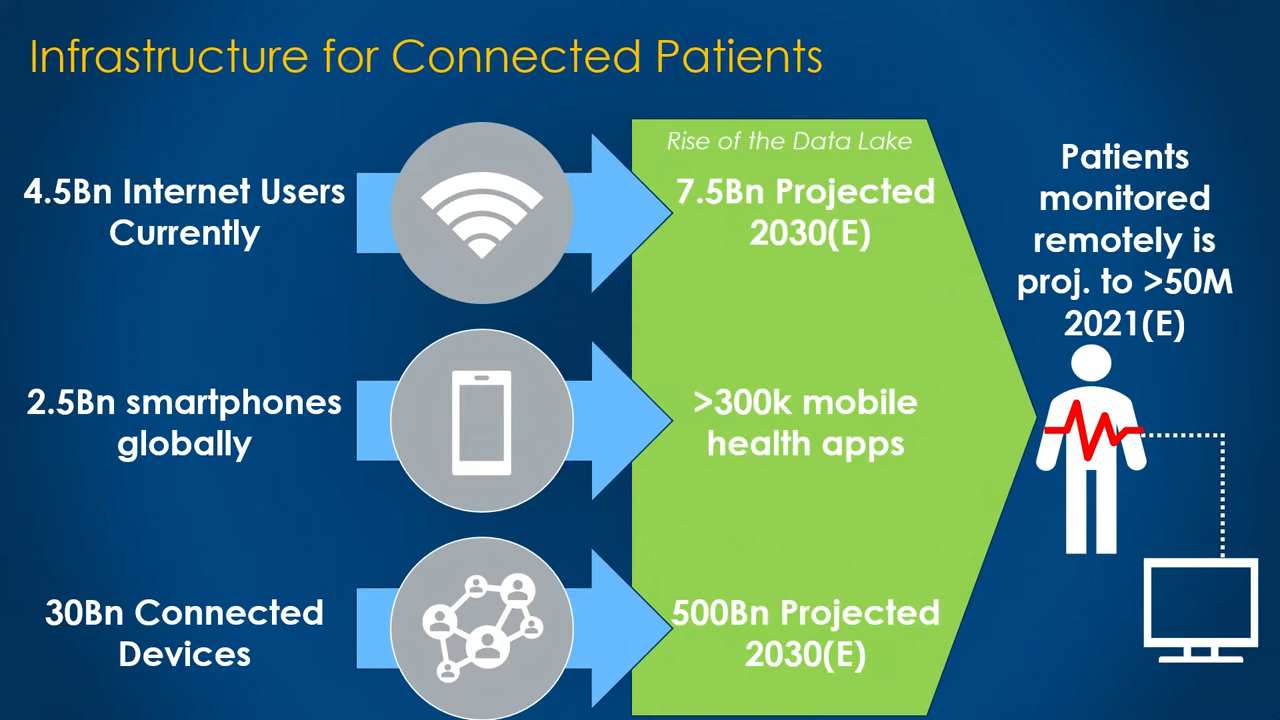 Infrastructure for Connected Patients
4.5Bn Internet Users
Currently
Rise of the Data Lake
7.5Bn Projected
2030(E)
2.5Bn smartphones
globally
>300k mobile
health apps
30Bn Connected
Devices
500Bn Projected
2030(E)
Patients
monitored
remotely is
proj. to >50M
2021(E)